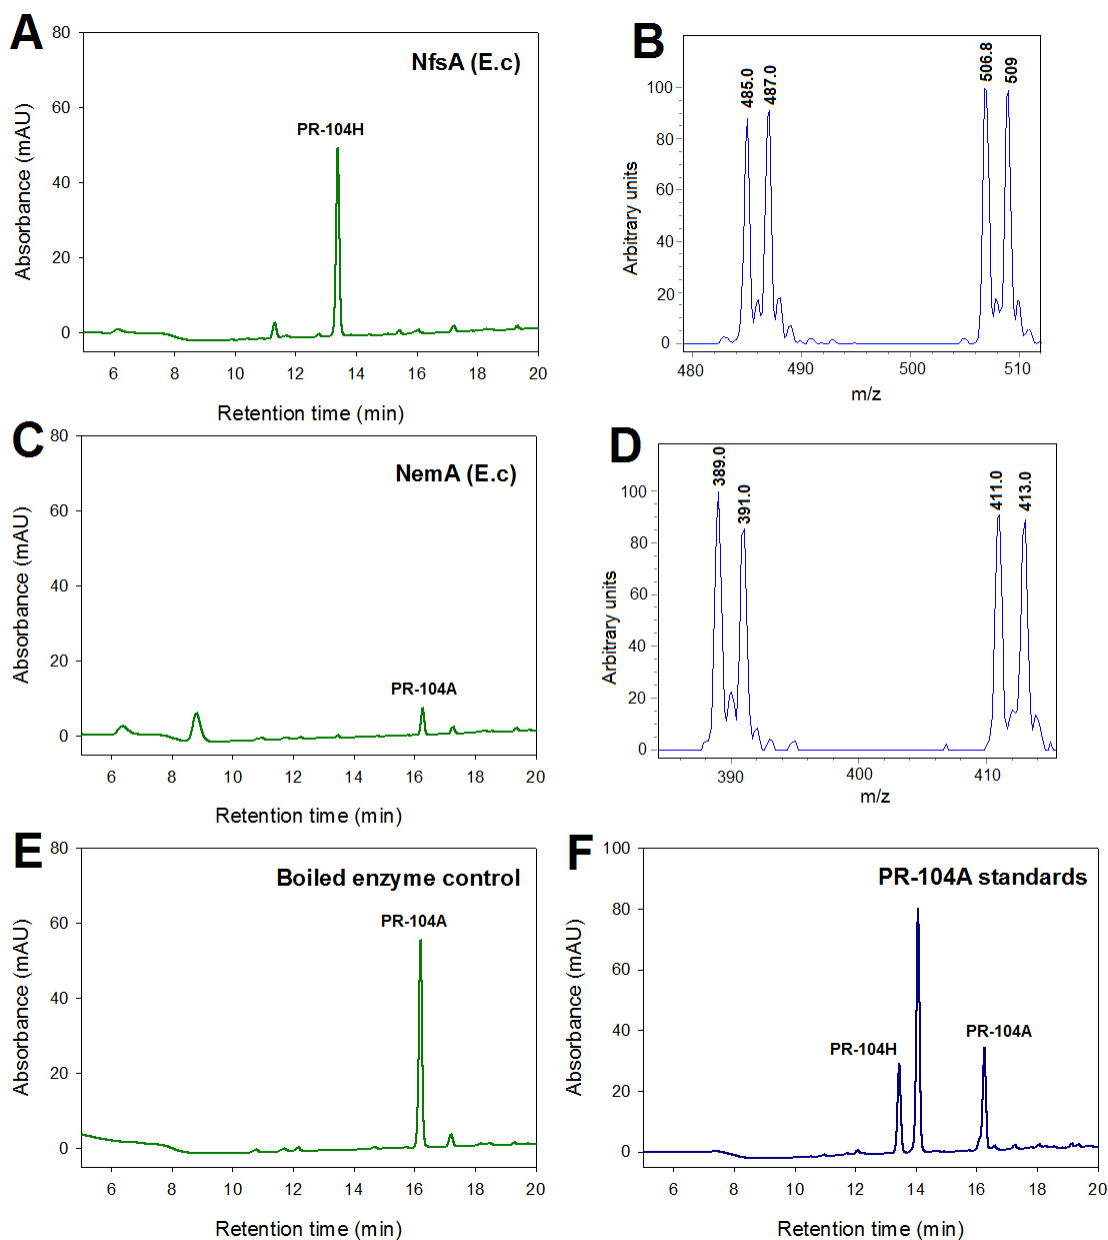 A
NfsA (E.c)
PR-104H
Absorbance (mAU)
80
60
40
20
0
6 8 10 12 14 16 18 20
Retention time (min)
B
485.0 487.0 506.8 509
Arbitrary units
100
80
60
40
20
0
480 490 500 510
m/z
C
NemA (E.c)
PR-104A
Absorbance (mAU)
80
60
40
20
0
6 8 10 12 14 16 18 20
Retention time (min)
D
389.0 391.0 411.0 413.0
Arbitrary units
100
80
60
40
20
0
390 400 410
m/z
E
Boiled enzyme control
PR-104A
Absorbance (mAU)
80
60
40
20
0
6 8 10 12 14 16 18 20
Retention time (min)
F
PR-104A standards
PR-104H
PR-104A
Absorbance (mAU)
100
80
60
40
20
0
6 8 10 12 14 16 18 20
Retention time (min)